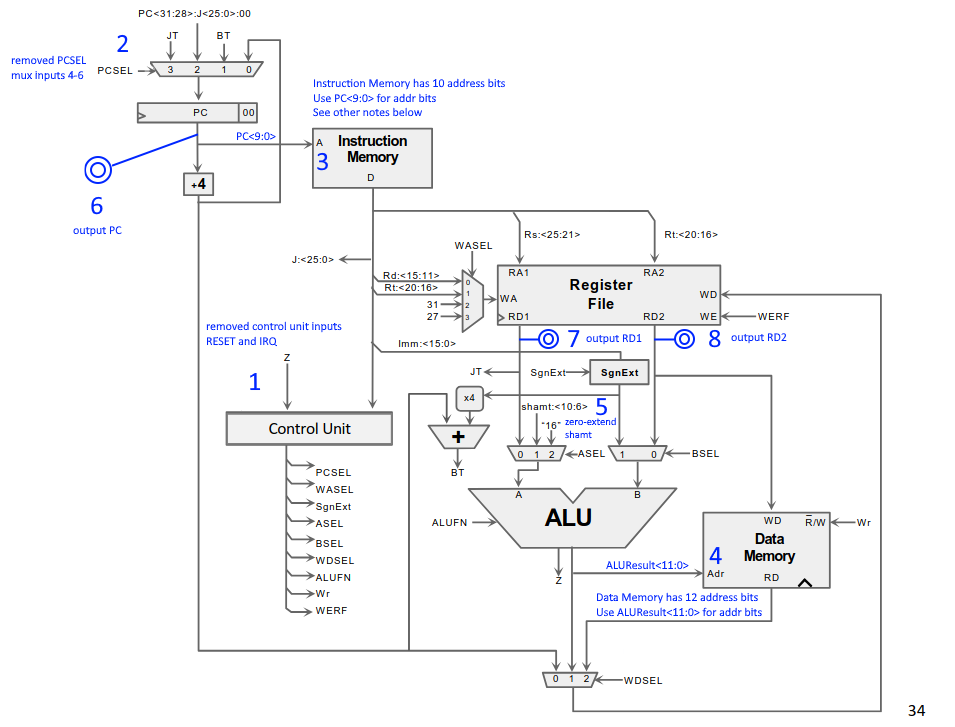 PC<31:28>:J<25:0>:00
JT
BT
2
removed PCSEL
mux inputs 4-6
PCSEL
3 2 1 0
PC
00
Instruction Memory has 10 address bits
Use PC<9:0> for addr bits
See other notes below
PC<9:0>
A
Instruction
Memory
3
D
+4
6
output PC
Rs:<25:21>
Rt:<20:16>
WASEL
J:<25:0>
Rd:<15:11>
Rt:<20:16>
31
27
0
1
2
3
RA1
RA2
Register
File
WA
WD
RD1
RD2
WE
WERF
7
output RD1
8
output RD2
removed control unit inputs
RESET and IRQ
Z
1
Imm:<15:0>
JT
SgnExt
SgnExt
x4
shamt:<10:6>
5
"16"
zero-extend
shamt
+
BT
0 1 2
ASEL
1 0
BSEL
Control Unit
PCSEL
WASEL
SgnExt
ASEL
BSEL
WDSEL
ALUFN
Wr
WERF
A
B
ALU
ALUFN
Z
WD
R/W
Wr
Data
Memory
4
Adr
RD
ALUResult<11:0>
Data Memory has 12 address bits
Use ALUResult<11:0> for addr bits
0 1 2
WDSEL
34